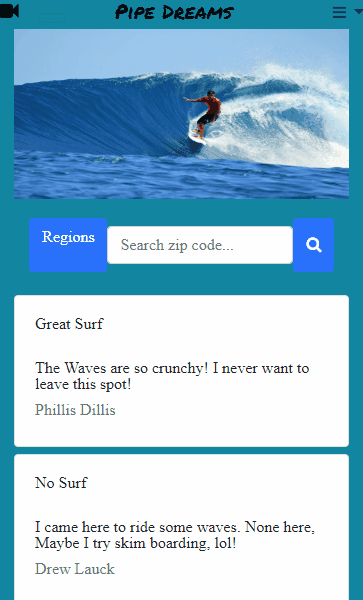 Pipe Dreams
Regions
Search zip code...
Great Surf
The Waves are so crunchy! I never want to
leave this spot!
Phillis Dillis
No Surf
I came here to ride some waves. None here,
Maybe I try skim boarding, lol!
Drew Lauck